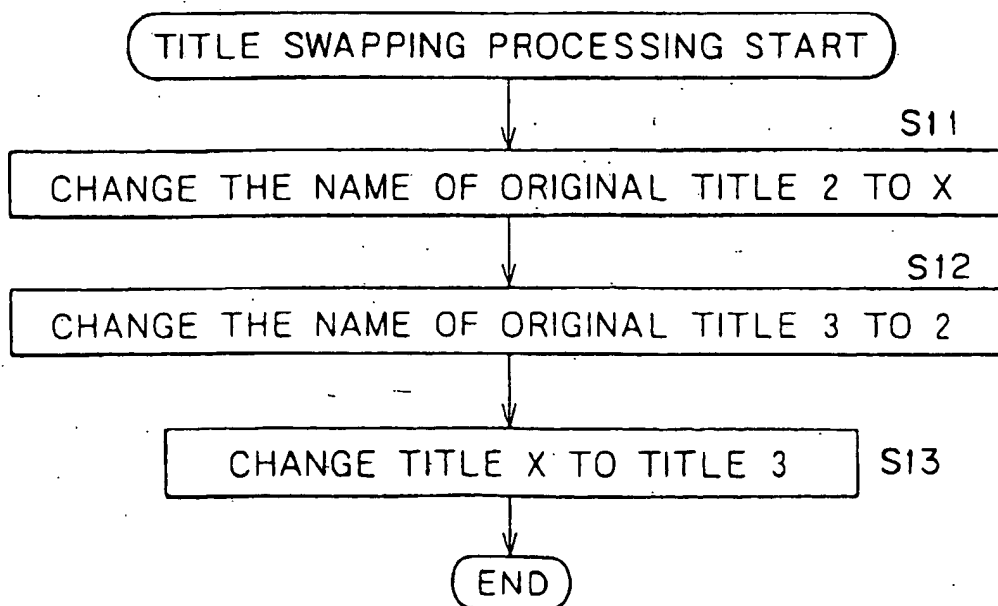 TITLE SWAPPING PROCESSING START
S11
CHANGE THE NAME OF ORIGINAL TITLE 2 TO X
S12
CHANGE THE NAME OF ORIGINAL TITLE 3 TO 2
CHANGE TITLE X TO TITLE 3 S13
END